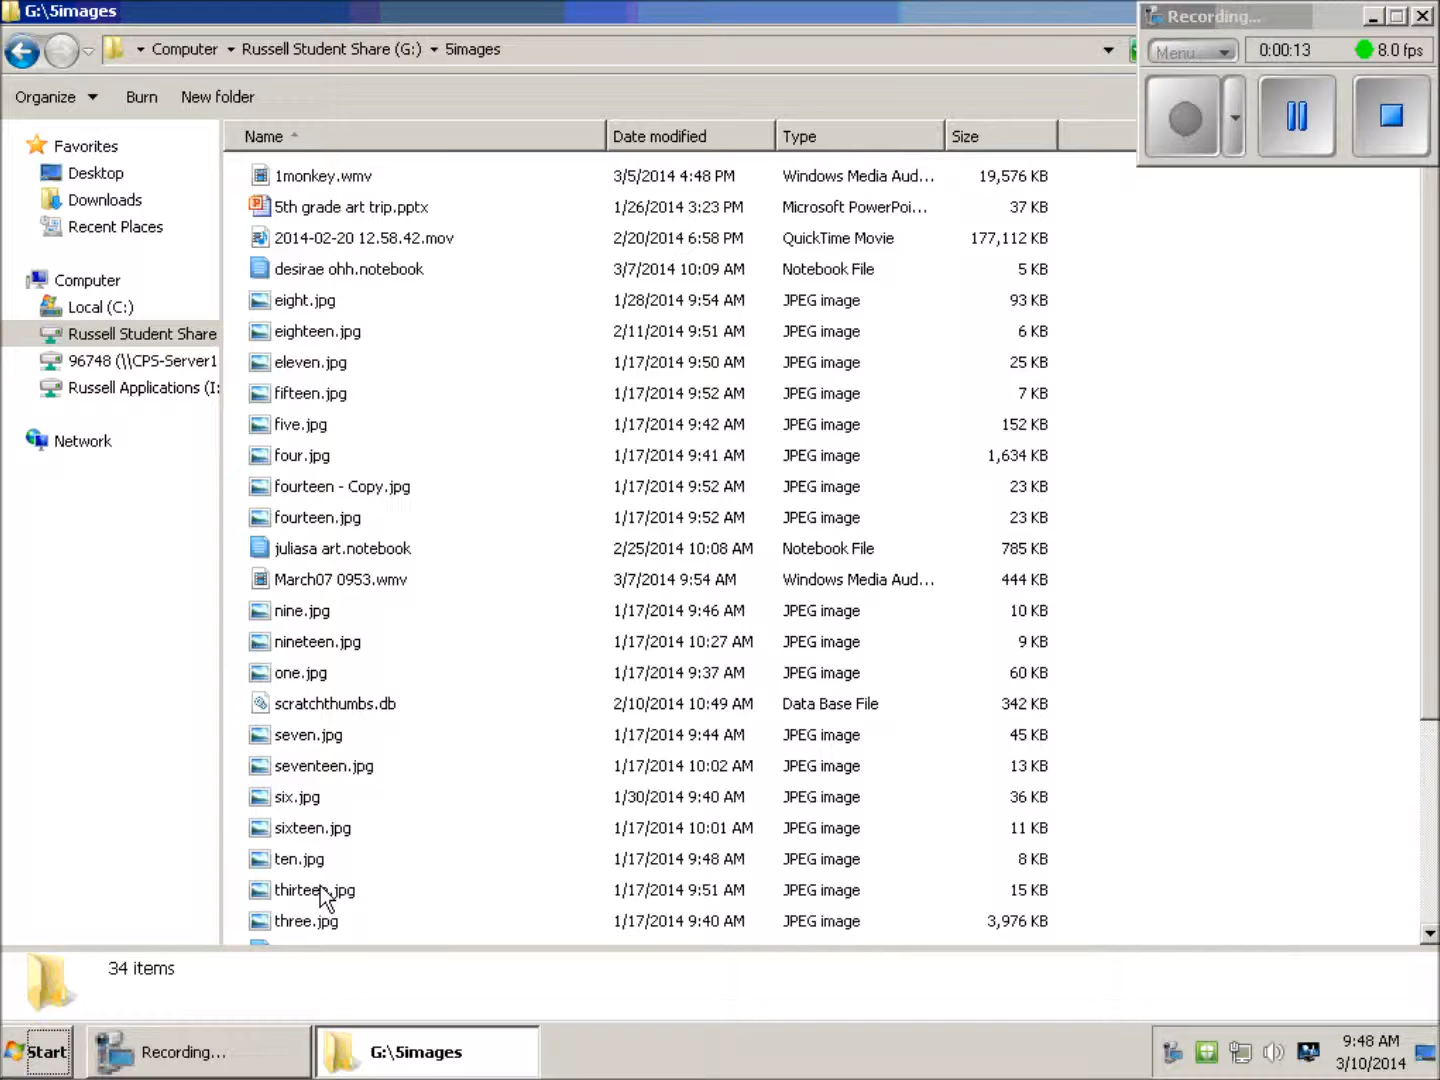 G:\5images
Recording...
Computer Russell Student Share (G:) 5images
Menu 0:00:13 8.0 fps
Organize Burn New folder
Name Date modified Type Size
Favorites
Desktop
Downloads
Recent Places
Computer
Local (C:)
Russell Student Share
96748 (\\CPS-Server1
Russell Applications (I:
Network
1monkey.wmv 3/5/2014 4:48 PM Windows Media Aud... 19,576 KB
5th grade art trip.pptx 1/26/2014 3:23 PM Microsoft PowerPoi... 37 KB
2014-02-20 12.58.42.mov 2/20/2014 6:58 PM QuickTime Movie 177,112 KB
desirae ohh.notebook 3/7/2014 10:09 AM Notebook File 5 KB
eight.jpg 1/28/2014 9:54 AM JPEG image 93 KB
eighteen.jpg 2/11/2014 9:51 AM JPEG image 6 KB
eleven.jpg 1/17/2014 9:50 AM JPEG image 25 KB
fifteen.jpg 1/17/2014 9:52 AM JPEG image 7 KB
five.jpg 1/17/2014 9:42 AM JPEG image 152 KB
four.jpg 1/17/2014 9:41 AM JPEG image 1,634 KB
fourteen - Copy.jpg 1/17/2014 9:52 AM JPEG image 23 KB
fourteen.jpg 1/17/2014 9:52 AM JPEG image 23 KB
juliasa art.notebook 2/25/2014 10:08 AM Notebook File 785 KB
March07 0953.wmv 3/7/2014 9:54 AM Windows Media Aud... 444 KB
nine.jpg 1/17/2014 9:46 AM JPEG image 10 KB
nineteen.jpg 1/17/2014 10:27 AM JPEG image 9 KB
one.jpg 1/17/2014 9:37 AM JPEG image 60 KB
scratchthumbs.db 2/10/2014 10:49 AM Data Base File 342 KB
seven.jpg 1/17/2014 9:44 AM JPEG image 45 KB
seventeen.jpg 1/17/2014 10:02 AM JPEG image 13 KB
six.jpg 1/30/2014 9:40 AM JPEG image 36 KB
sixteen.jpg 1/17/2014 10:01 AM JPEG image 11 KB
ten.jpg 1/17/2014 9:48 AM JPEG image 8 KB
thirteen.jpg 1/17/2014 9:51 AM JPEG image 15 KB
three.jpg 1/17/2014 9:40 AM JPEG image 3,976 KB
34 items
Start Recording... G:\5images
9:48 AM
3/10/2014